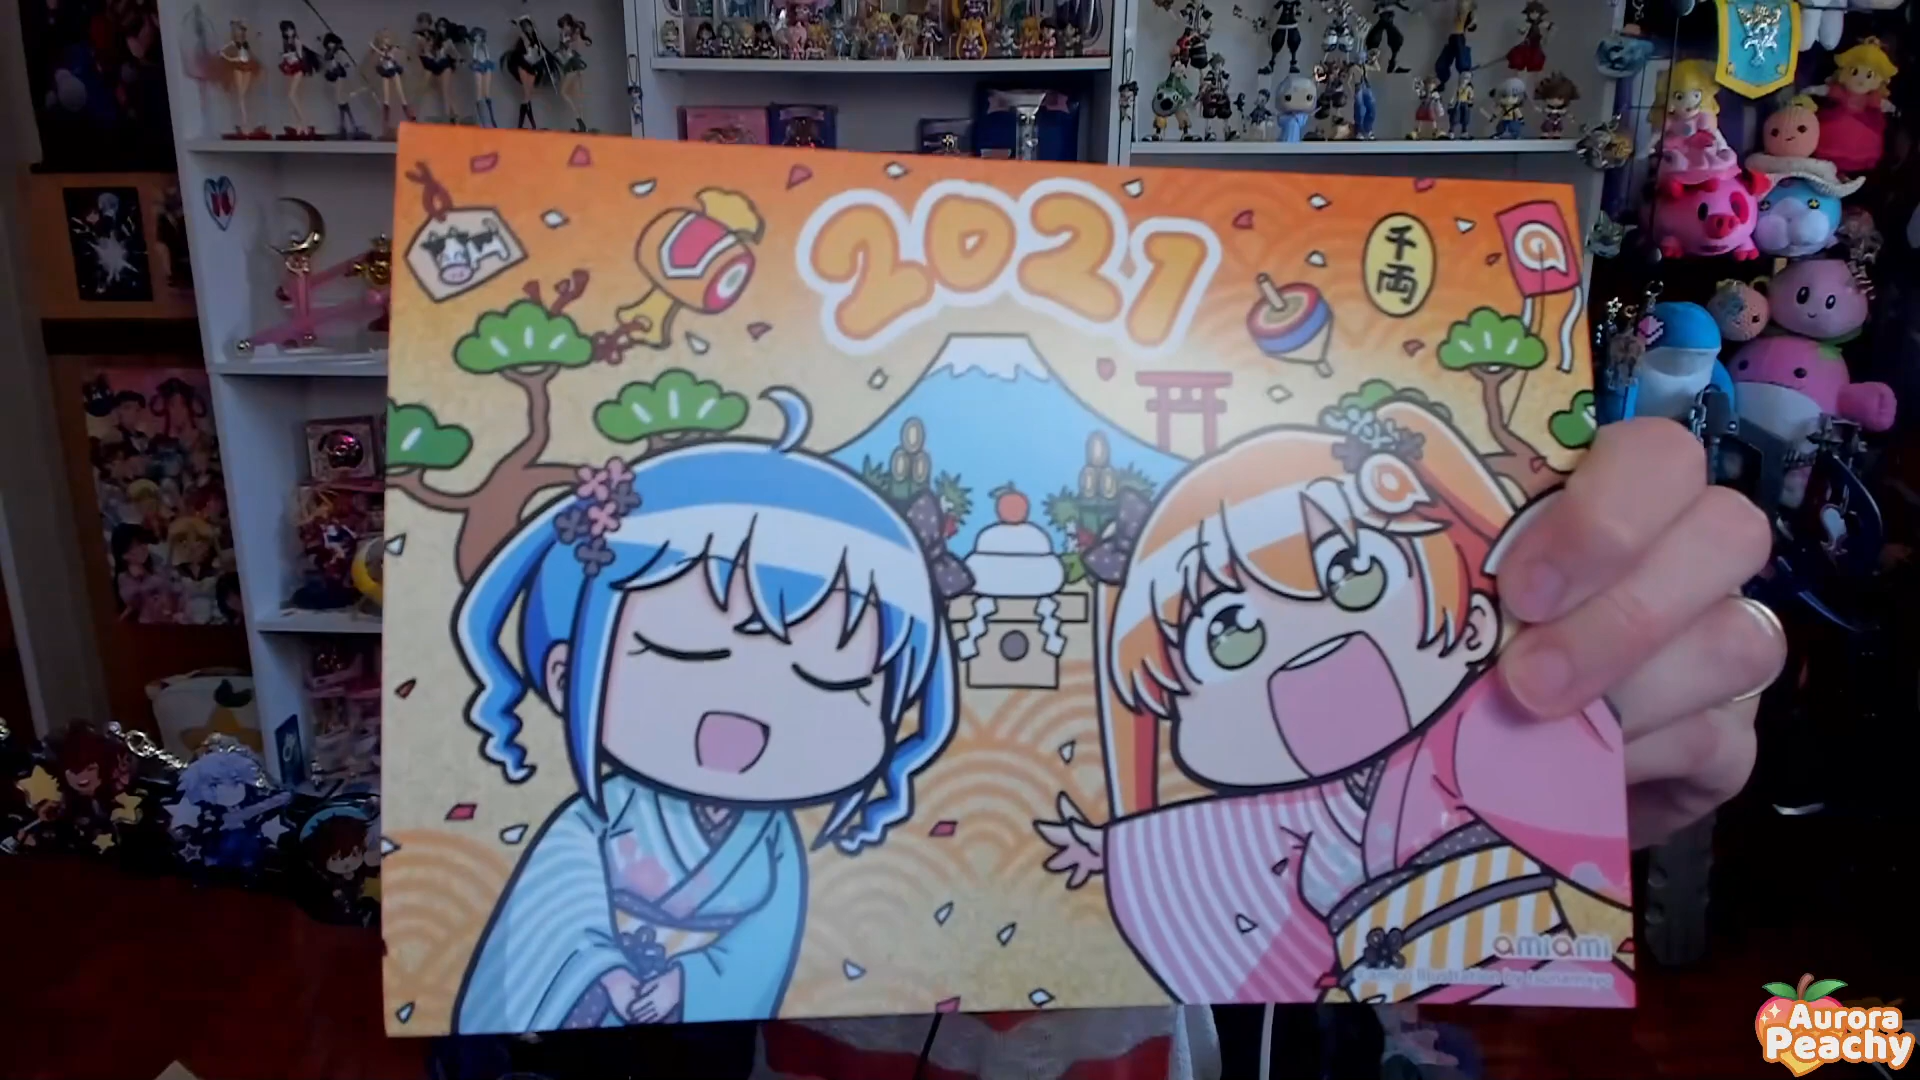 2021
千
両
amiami
Aurora
Peachy